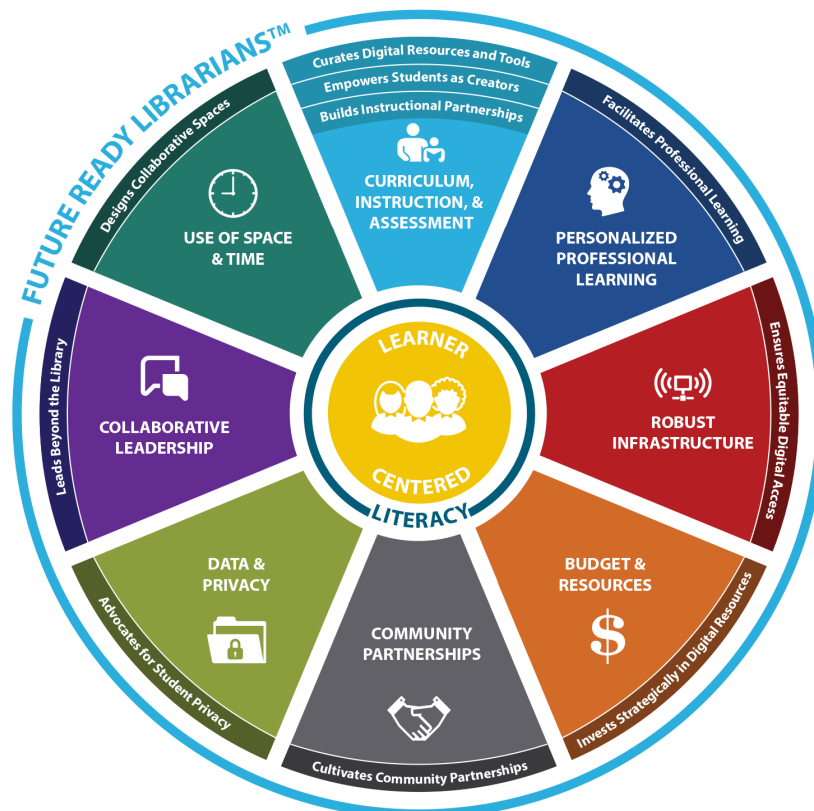 FUTURE READY LIBRARIANS™
Curates Digital Resources and Tools
Empowers Students as Creators
Builds Instructional Partnerships
CURRICULUM,
INSTRUCTION, &
ASSESSMENT
Facilitates Professional Learning
PERSONALIZED
PROFESSIONAL
LEARNING
Ensures Equitable Digital Access
ROBUST
INFRASTRUCTURE
Invests Strategically in Digital Resources
BUDGET &
RESOURCES
$
Cultivates Community Partnerships
COMMUNITY
PARTNERSHIPS
Advocates for Student Privacy
DATA &
PRIVACY
Leads Beyond the Library
COLLABORATIVE
LEADERSHIP
Designs Collaborative Spaces
USE OF SPACE
& TIME
LEARNER
CENTERED
LITERACY